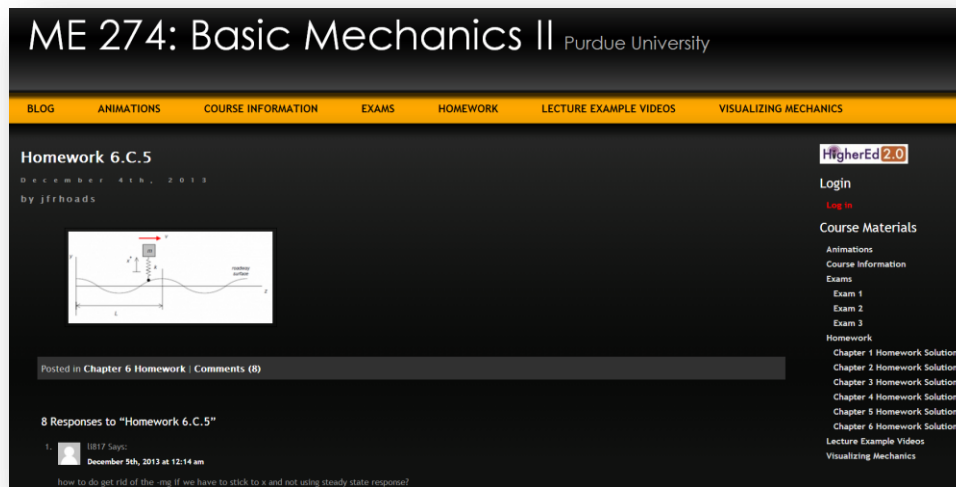 ME 274: Basic Mechanics II Purdue University
BLOG ANIMATIONS COURSE INFORMATION EXAMS HOMEWORK LECTURE EXAMPLE VIDEOS VISUALIZING MECHANICS
Homework 6.C.5
December 4th, 2013
by jfrhoads
v
m
y
k
roadway
surface
z
L
Posted in Chapter 6 Homework | Comments (8)
8 Responses to “Homework 6.C.5”
1. li817 Says:
December 5th, 2013 at 12:14 am
how to do get rid of the -mg if we have to stick to x and not using steady state response?
HigherEd 2.0
Login
Log in
Course Materials
Animations
Course Information
Exams
Exam 1
Exam 2
Exam 3
Homework
Chapter 1 Homework Solution
Chapter 2 Homework Solution
Chapter 3 Homework Solution
Chapter 4 Homework Solution
Chapter 5 Homework Solution
Chapter 6 Homework Solution
Lecture Example Videos
Visualizing Mechanics